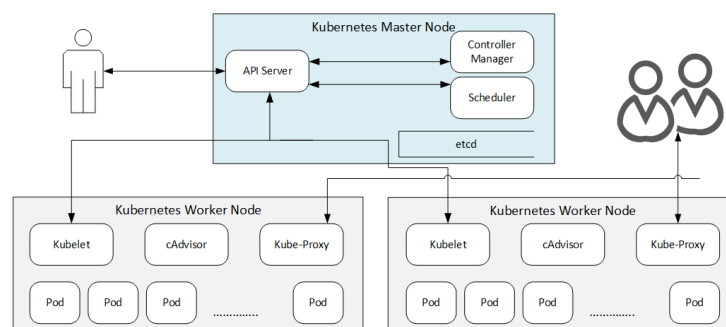 Kubernetes Master Node
API Server
Controller
Manager
Scheduler
etcd
Kubernetes Worker Node
Kubelet
cAdvisor
Kube-Proxy
Pod
Pod
Pod
..............
Pod
Kubernetes Worker Node
Kubelet
cAdvisor
Kube-Proxy
Pod
Pod
Pod
..............
Pod